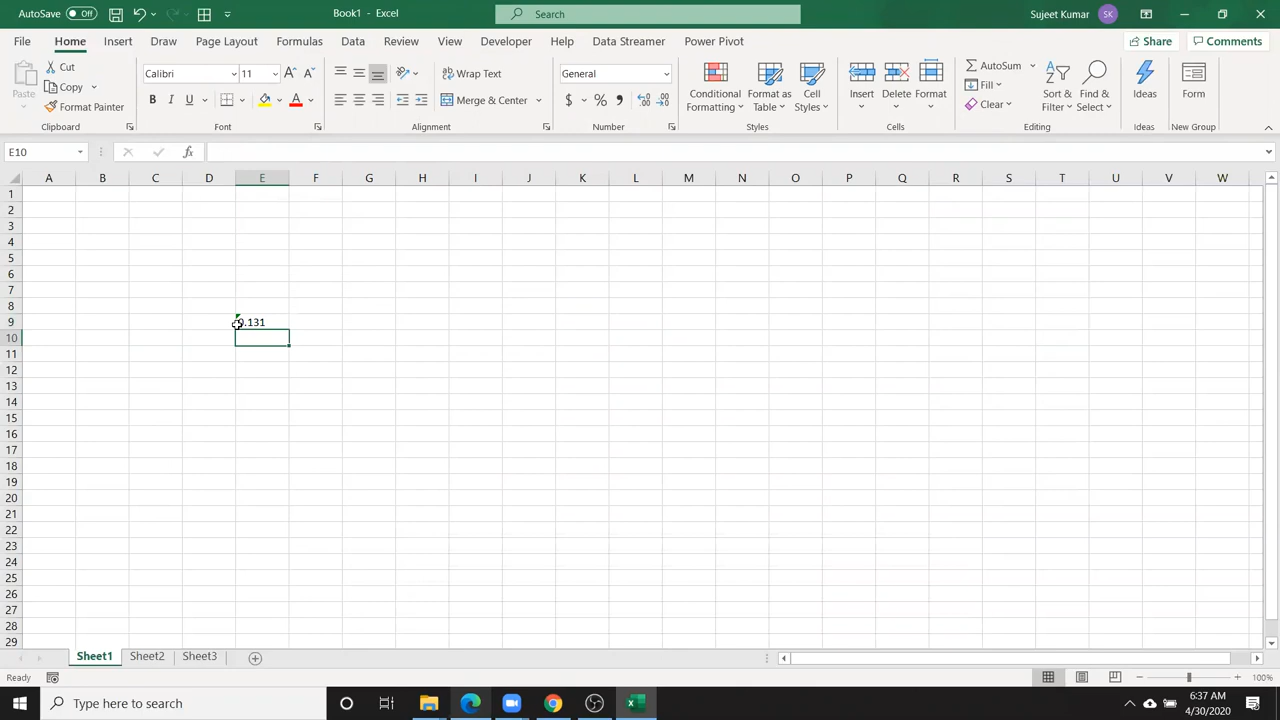 AutoSave Off Book1 - Excel Search Sujeet Kumar SK
File Home Insert Draw Page Layout Formulas Data Review View Developer Help Data Streamer Power Pivot Share Comments
Cut Calibri 11 Wrap Text General AutoSum
Copy Fill
Paste Format Painter B I U A Merge & Center $ % Conditional Formatting Format as Table Cell Styles Insert Delete Format Clear Sort & Filter Find & Select Ideas Form
Clipboard Font Alignment Number Styles Cells Editing Ideas New Group
E10 fx
A B C D E F G H I J K L M N O P Q R S T U V W
1
2
3
4
5
6
7
8
9 0.131
10
11
12
13
14
15
16
17
18
19
20
21
22
23
24
25
26
27
28
29
Sheet1 Sheet2 Sheet3
Ready 100%
Type here to search 6:37 AM
4/30/2020